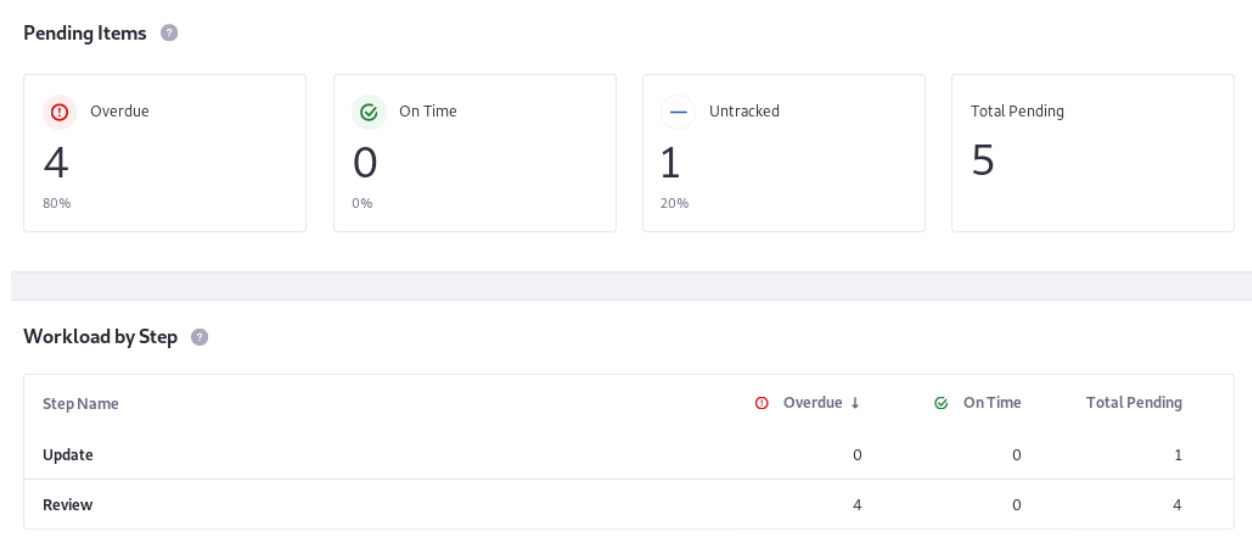 Pending Items ?
Overdue On Time Untracked Total Pending
4 0 1 5
80% 0% 20%
Workload by Step ?
Step Name Overdue ↓ On Time Total Pending
Update 0 0 1
Review 4 0 4